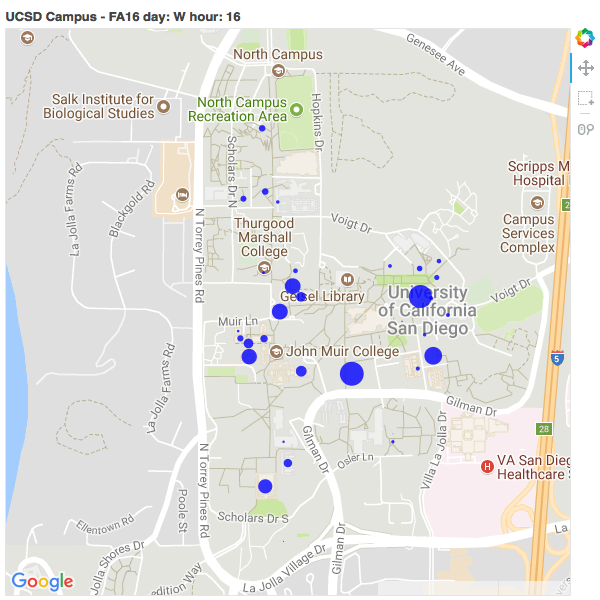 UCSD Campus - FA16 day: W hour: 16
Genesee Ave
North Campus
Salk Institute for
Biological Studies
North Campus
Recreation Area
Hopkins Dr
Scholars Dr N
Scripps M
Hospital
La Jolla Farms Rd
Blackgold Rd
2
N Torrey Pines Rd
Voigt Dr
Campus
Services
Complex
Thurgood
Marshall
College
Geisel Library
University
of California
San Diego
Voigt Dr
Muir Ln
John Muir College
5
La Jolla Farms Rd
Gilman Dr
28
Gilman Dr
Villa La Jolla Dr
Osler Ln
H
VA San Dieg
Healthcare S
N Torrey Pines Rd
Poole St
Ellentown Rd
Scholars Dr S
La
Gilman Dr
La Jolla Shores Dr
La Jolla Village Dr
edition Way
Google